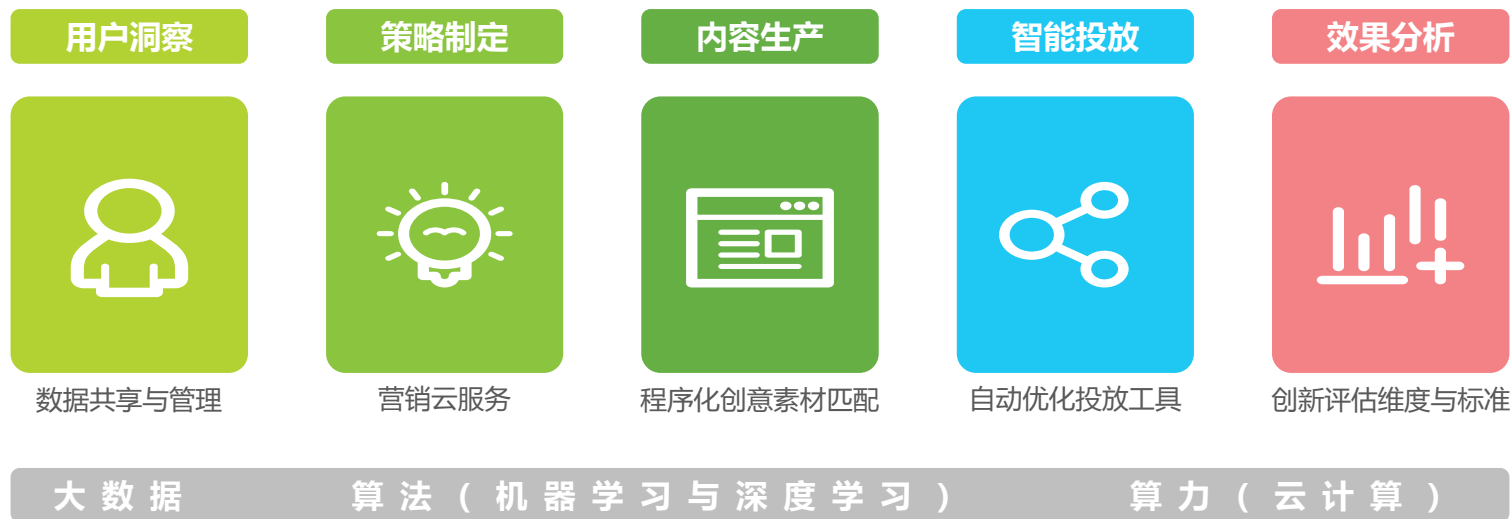 用户洞察
策略制定
内容生产
智能投放
效果分析
数据共享与管理
营销云服务
程序化创意素材匹配
自动优化投放工具
创新评估维度与标准
大数据 算法(机器学习与深度学习) 算力(云计算)